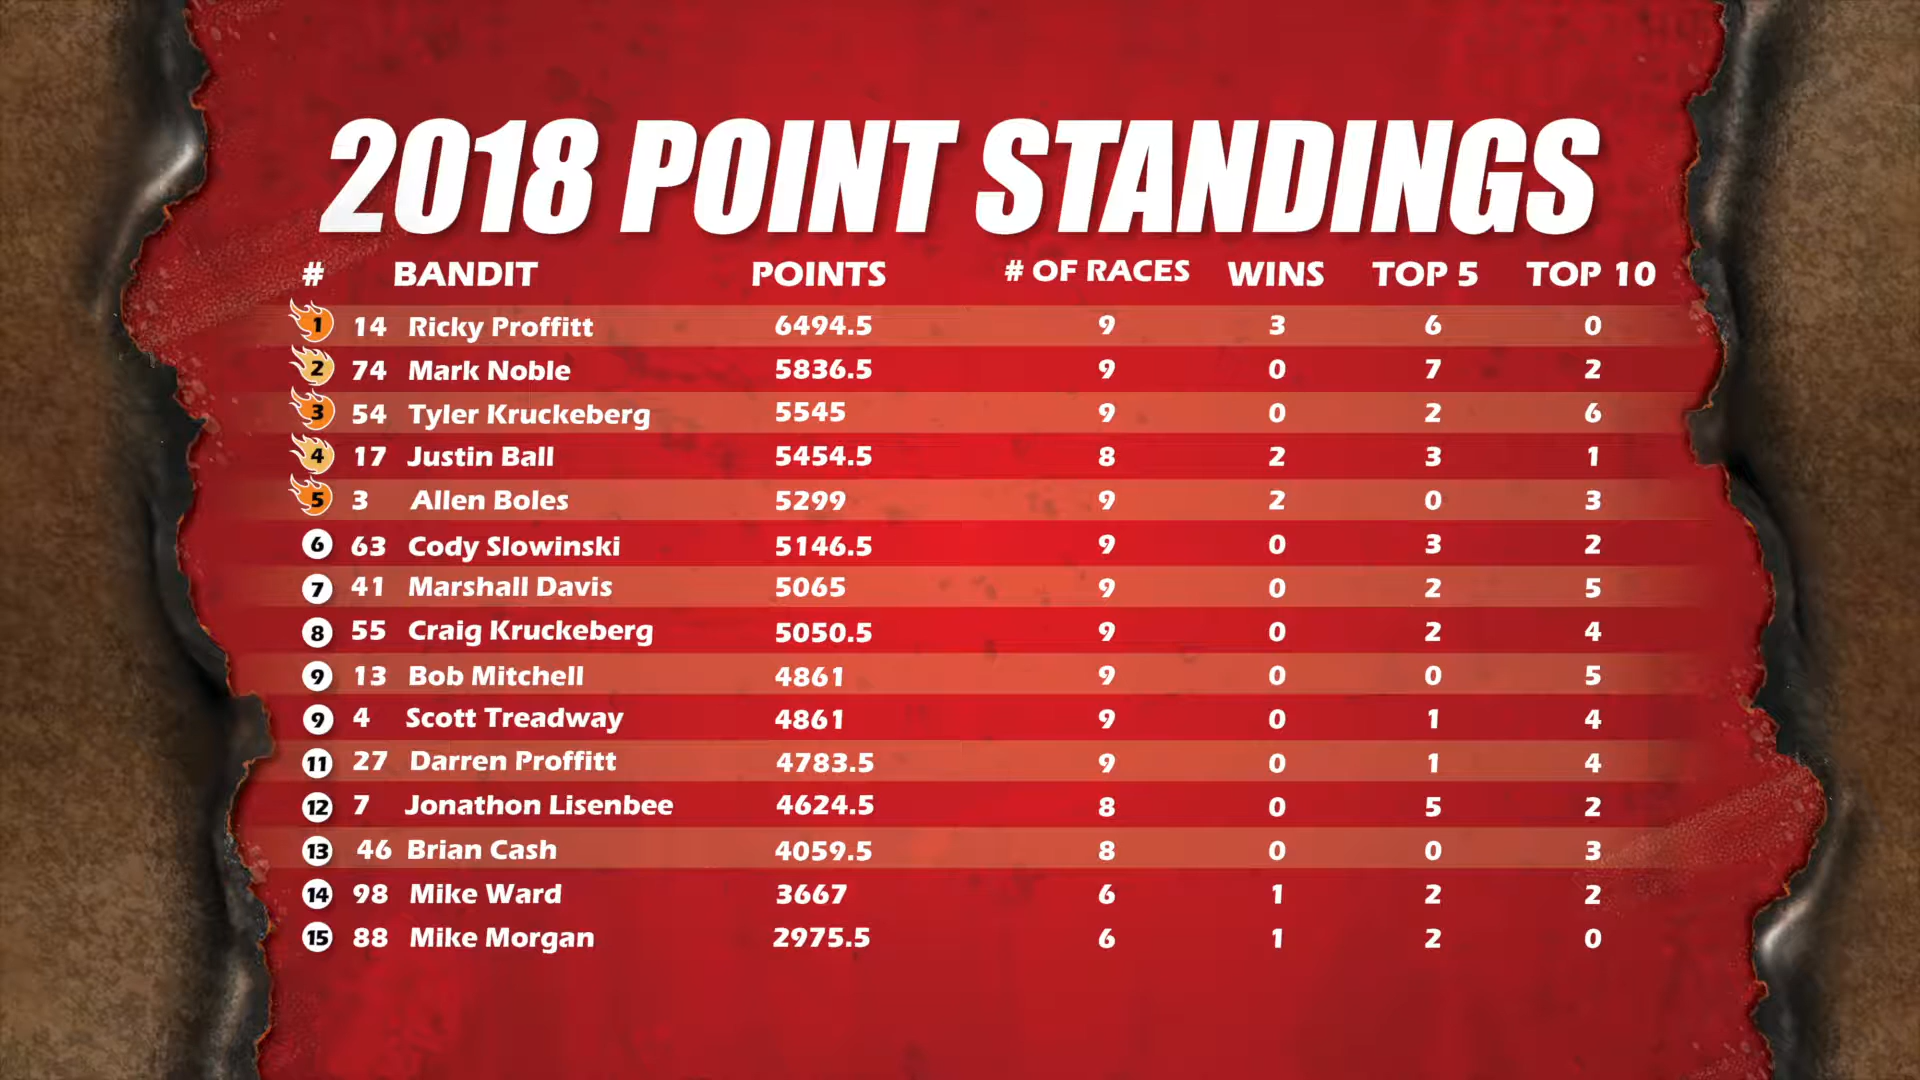 2018 POINT STANDINGS
# BANDIT POINTS # OF RACES WINS TOP 5 TOP 10
1 14 Ricky Proffitt 6494.5 9 3 6 0
2 74 Mark Noble 5836.5 9 0 7 2
3 54 Tyler Kruckeberg 5545 9 0 2 6
4 17 Justin Ball 5454.5 8 2 3 1
5 3 Allen Boles 5299 9 2 0 3
6 63 Cody Slowinski 5146.5 9 0 3 2
7 41 Marshall Davis 5065 9 0 2 5
8 55 Craig Kruckeberg 5050.5 9 0 2 4
9 13 Bob Mitchell 4861 9 0 0 5
9 4 Scott Treadway 4861 9 0 1 4
11 27 Darren Proffitt 4783.5 9 0 1 4
12 7 Jonathon Lisenbee 4624.5 8 0 5 2
13 46 Brian Cash 4059.5 8 0 0 3
14 98 Mike Ward 3667 6 1 2 2
15 88 Mike Morgan 2975.5 6 1 2 0